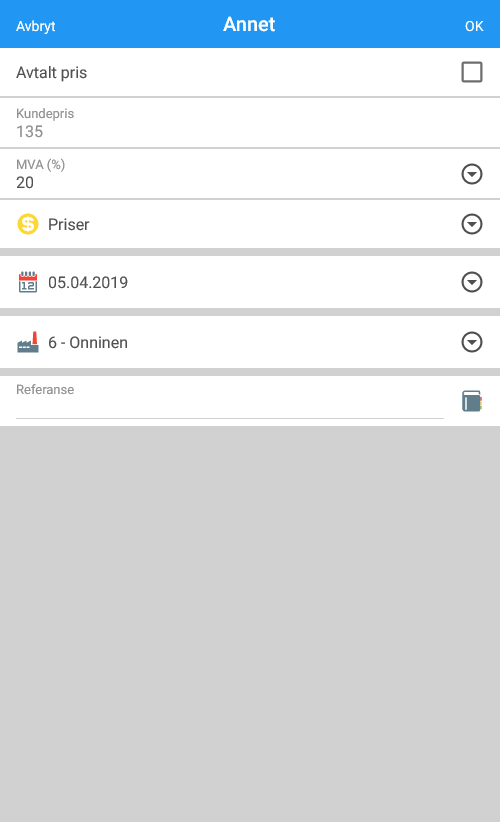 Avbryt Annet OK
Avtalt pris
Kundepris
135
MVA (%)
20
Priser
05.04.2019
6 - Onninen
Referanse